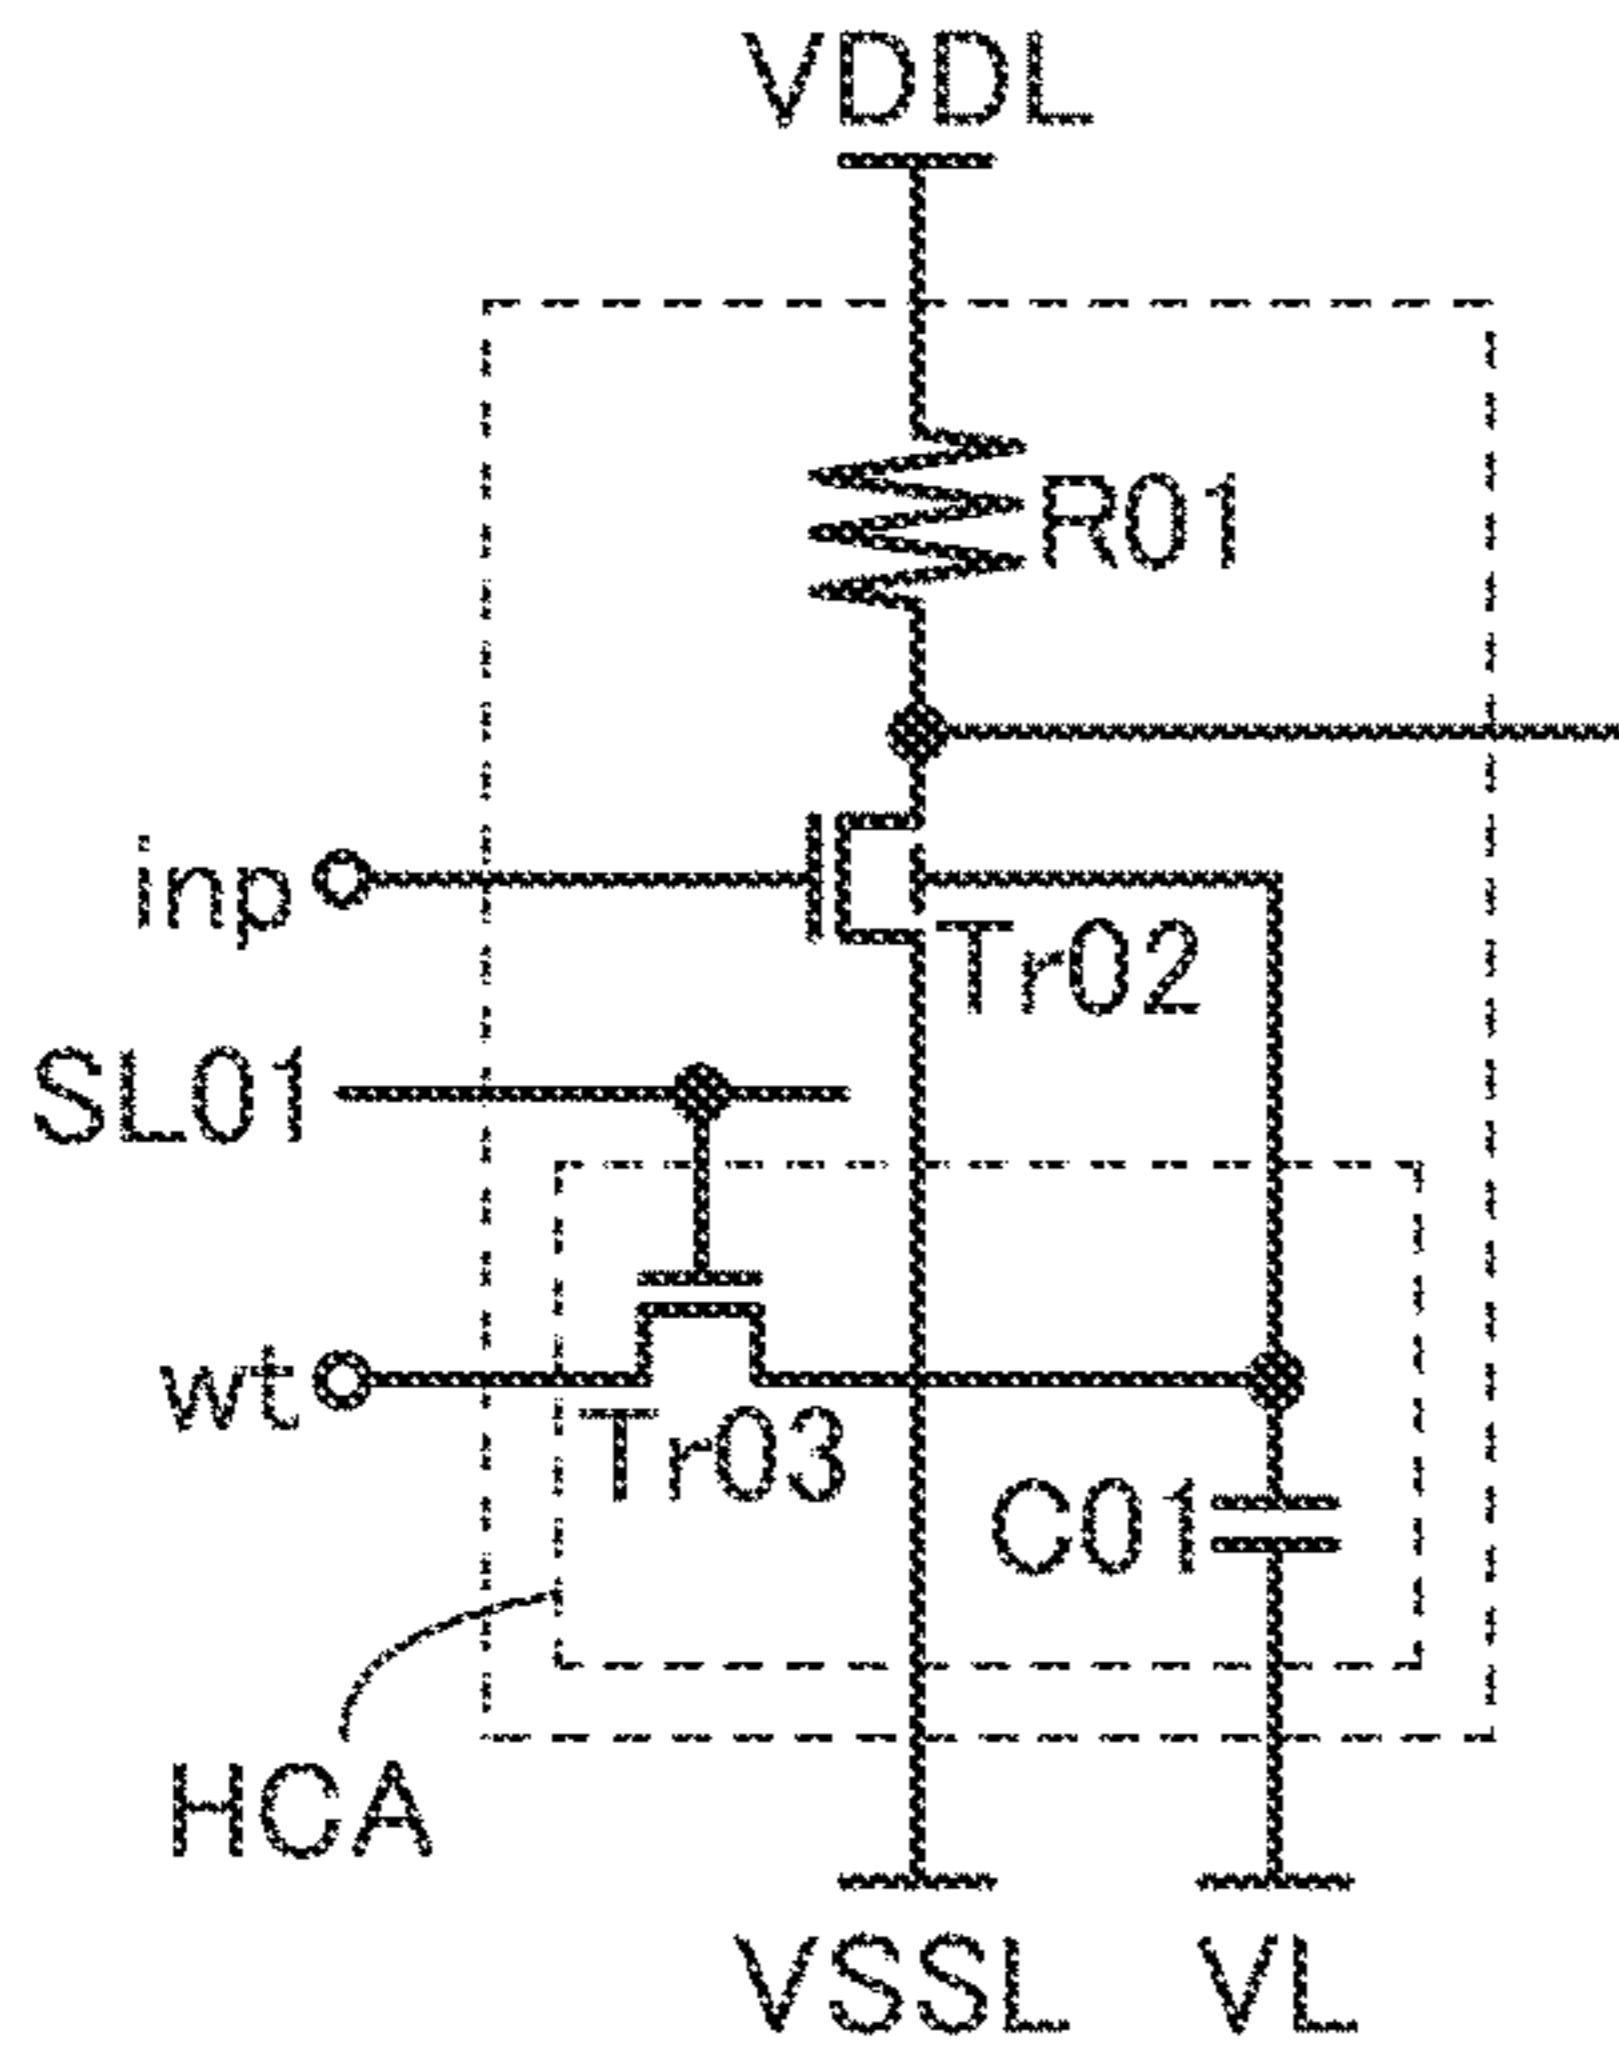 VDDL
R01
inp
Tr02
SL01
wt
Tr03
C01
HCA
VSSL
VL